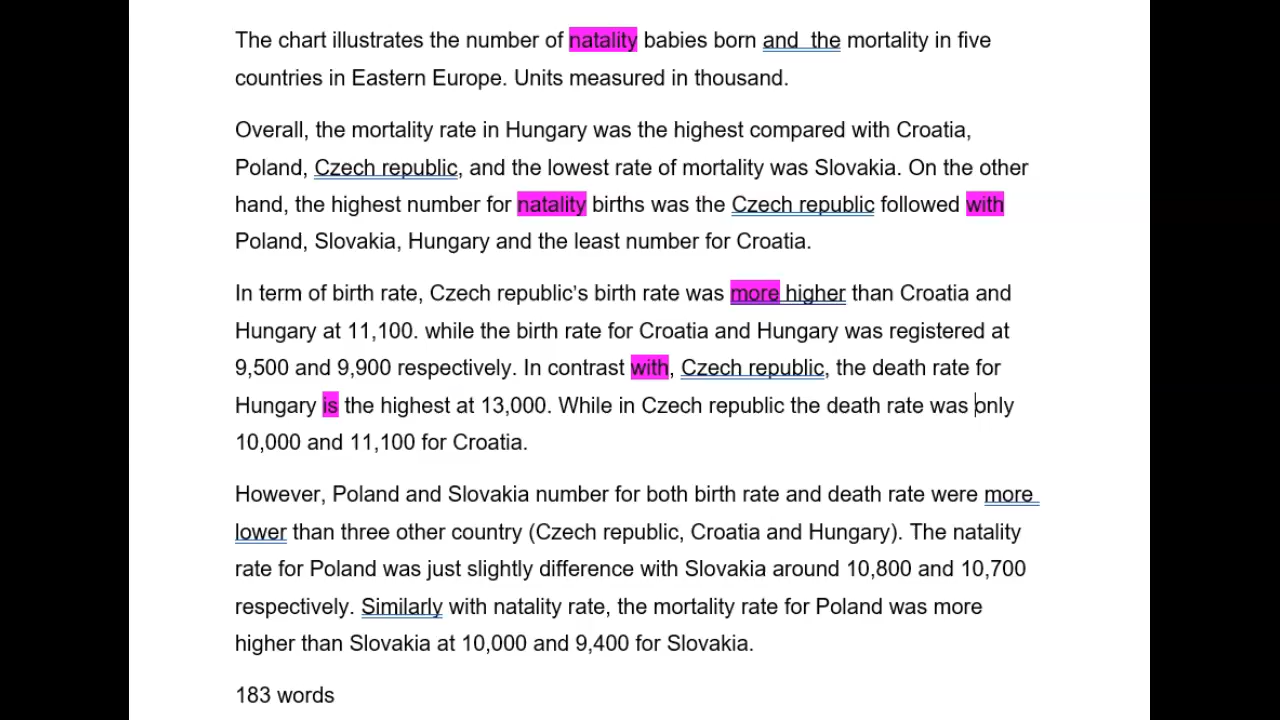 The chart illustrates the number of natality babies born and  the mortality in five
countries in Eastern Europe. Units measured in thousand.
Overall, the mortality rate in Hungary was the highest compared with Croatia,
Poland, Czech republic, and the lowest rate of mortality was Slovakia. On the other
hand, the highest number for natality births was the Czech republic followed with
Poland, Slovakia, Hungary and the least number for Croatia.
In term of birth rate, Czech republic’s birth rate was more higher than Croatia and
Hungary at 11,100. while the birth rate for Croatia and Hungary was registered at
9,500 and 9,900 respectively. In contrast with, Czech republic, the death rate for
Hungary is the highest at 13,000. While in Czech republic the death rate was only
10,000 and 11,100 for Croatia.
However, Poland and Slovakia number for both birth rate and death rate were more
lower than three other country (Czech republic, Croatia and Hungary). The natality
rate for Poland was just slightly difference with Slovakia around 10,800 and 10,700
respectively. Similarly with natality rate, the mortality rate for Poland was more
higher than Slovakia at 10,000 and 9,400 for Slovakia.
183 words